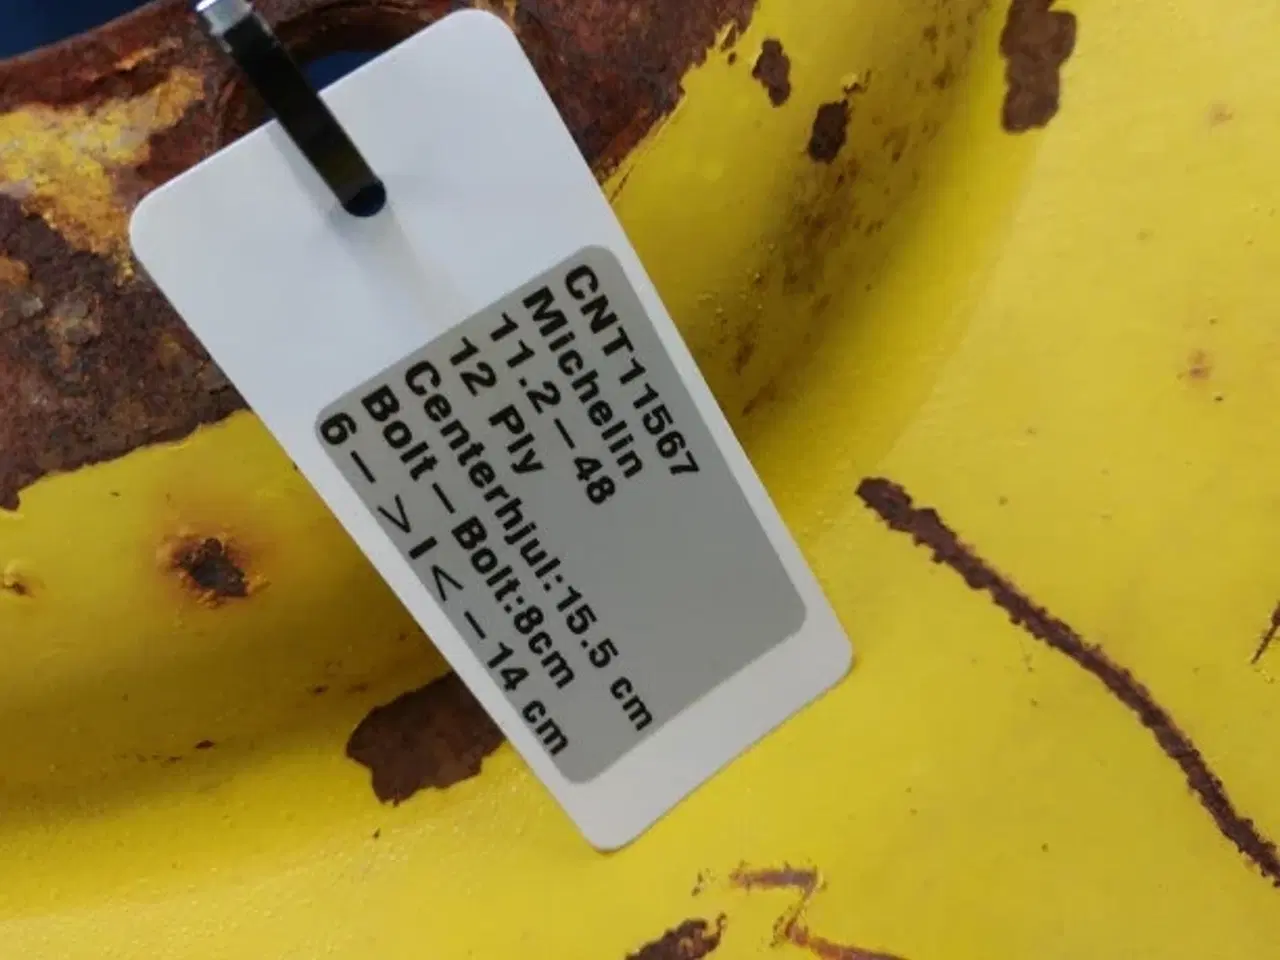 CNT11567
Michelin
11.2-48
12 Ply
Centerhjul:15.5 cm
Bolt-Bolt:8cm
6->I<-14 cm